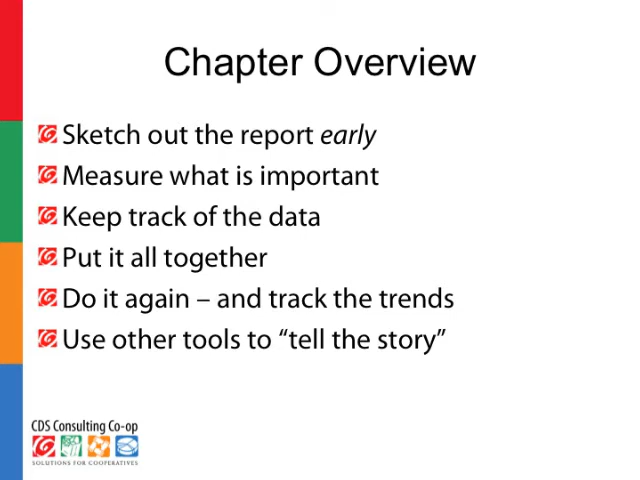 Chapter Overview
Sketch out the report early
Measure what is important
Keep track of the data
Put it all together
Do it again – and track the trends
Use other tools to “tell the story”
CDS Consulting Co-op
SOLUTIONS FOR COOPERATIVES